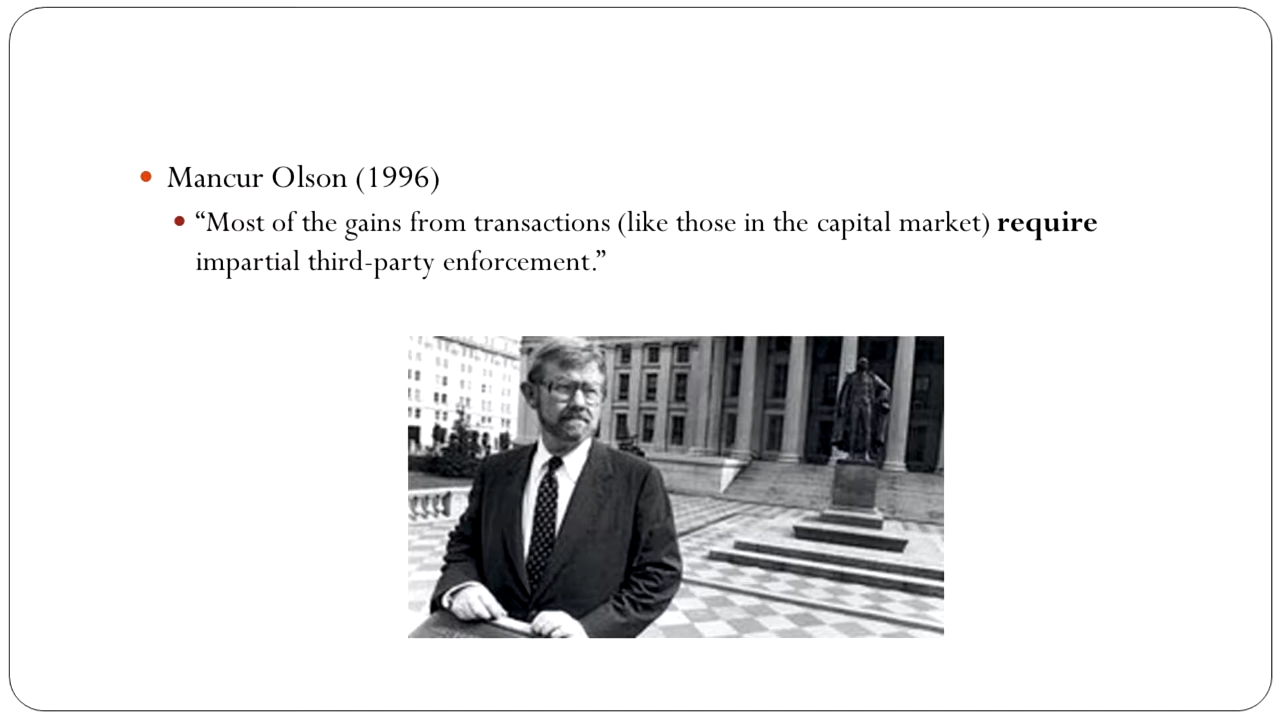 Mancur Olson (1996)
“Most of the gains from transactions (like those in the capital market) require
impartial third-party enforcement.”